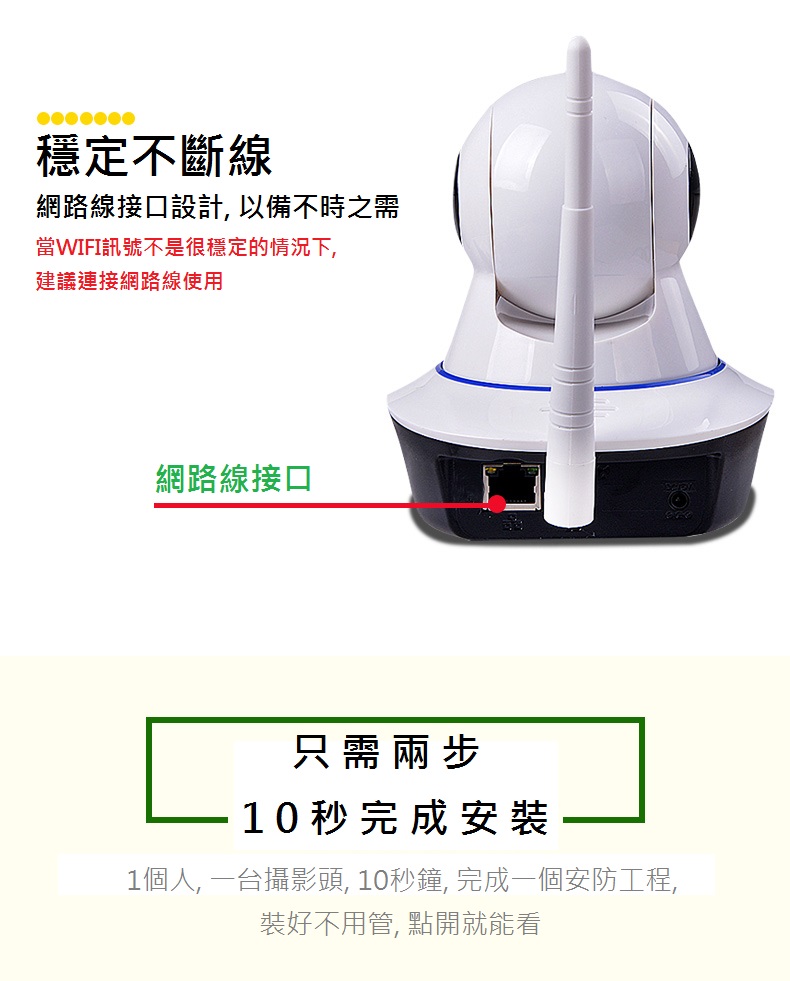 穩定不斷線
網路線接口設計, 以備不時之需
當WIFI訊號不是很穩定的情況下,
建議連接網路線使用
網路線接口
只需兩步
10秒完成安裝
1個人, 一台攝影頭, 10秒鐘, 完成一個安防工程,
裝好不用管, 點開就能看